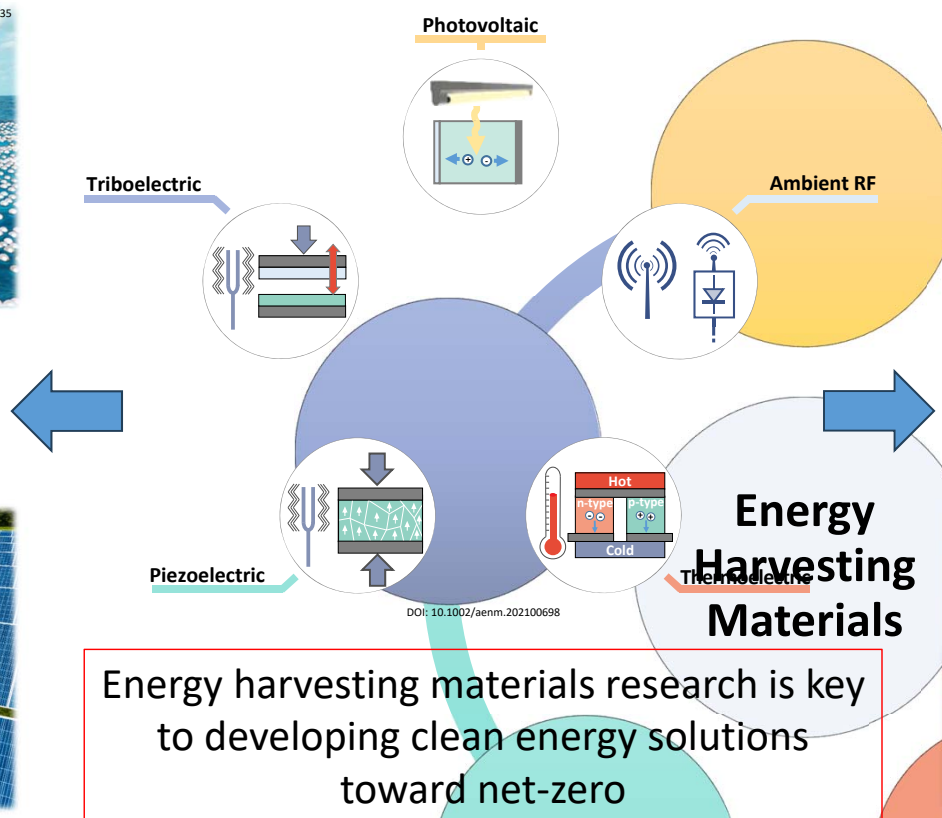 35
Photovoltaic
Triboelectric
Ambient RF
Hot
n-type
p-type
Cold
Energy
Harvesting
Materials
Piezoelectric
Thermoelectric
DOI: 10.1002/aenm.202100698
Energy harvesting materials research is key
to developing clean energy solutions
toward net-zero